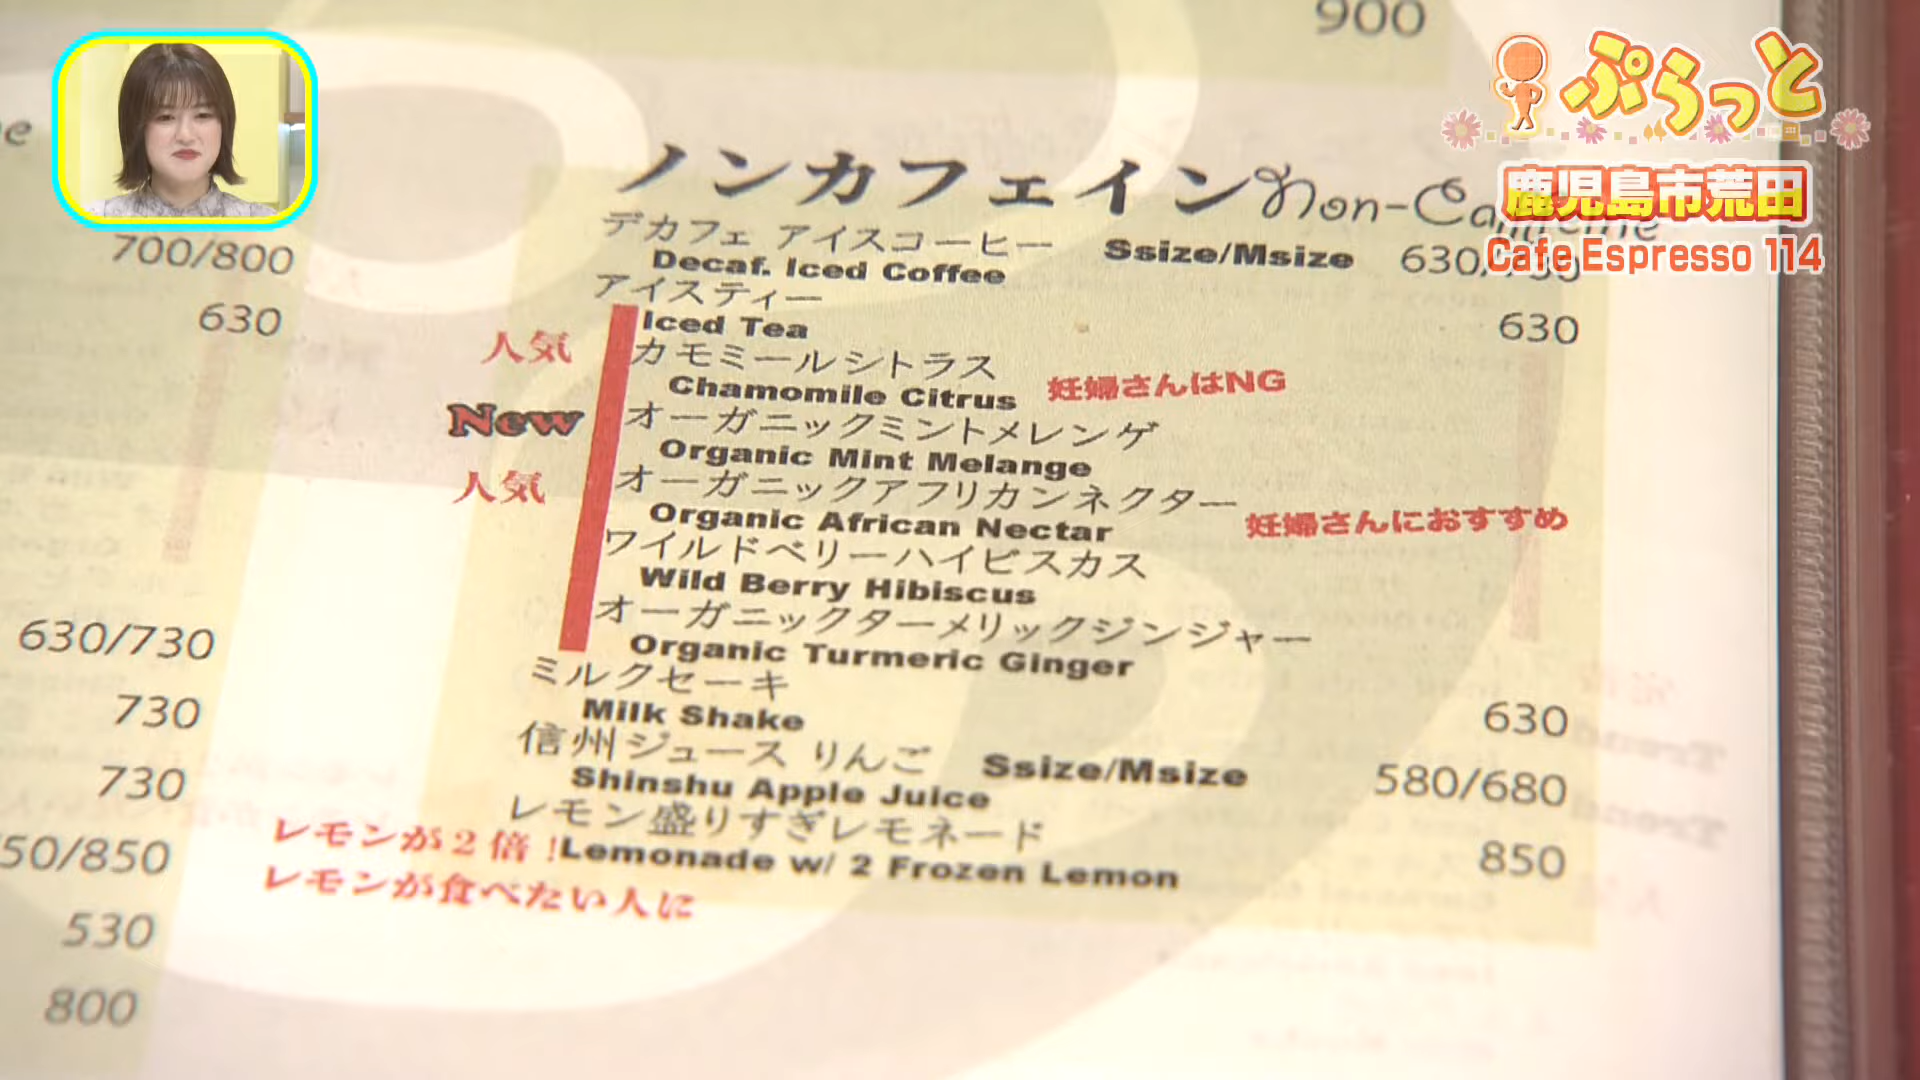 900
ぷらっと
鹿児島市荒田
Cafe Espresso 114
ノンカフェイン Non-Caffeine
デカフェ アイスコーヒー Ssize/Msize 630/730
Decaf. Iced Coffee
アイスティー 630
Iced Tea
人気 カモミールシトラス
Chamomile Citrus 妊婦さんはNG
New オーガニックミントメレンゲ
Organic Mint Melange
人気 オーガニックアフリカンネクター
Organic African Nectar 妊婦さんにおすすめ
ワイルドベリーハイビスカス
Wild Berry Hibiscus
オーガニックターメリックジンジャー
Organic Turmeric Ginger
ミルクセーキ 630
Milk Shake
信州ジュース りんご Ssize/Msize 580/680
Shinshu Apple Juice
レモン盛りすぎレモネード 850
レモンが2倍! Lemonade w/ 2 Frozen Lemon
レモンが食べたい人に
700/800
630
630/730
730
730
50/850
530
800